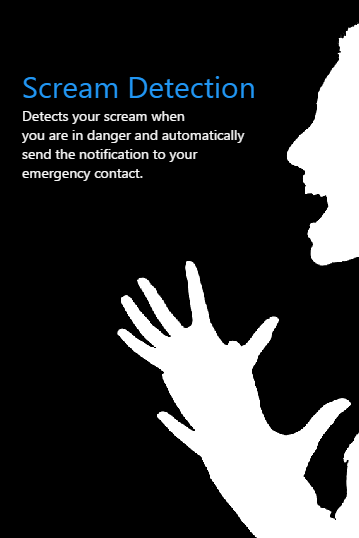 Scream Detection
Detects your scream when
you are in danger and automatically
send the notification to your
emergency contact.